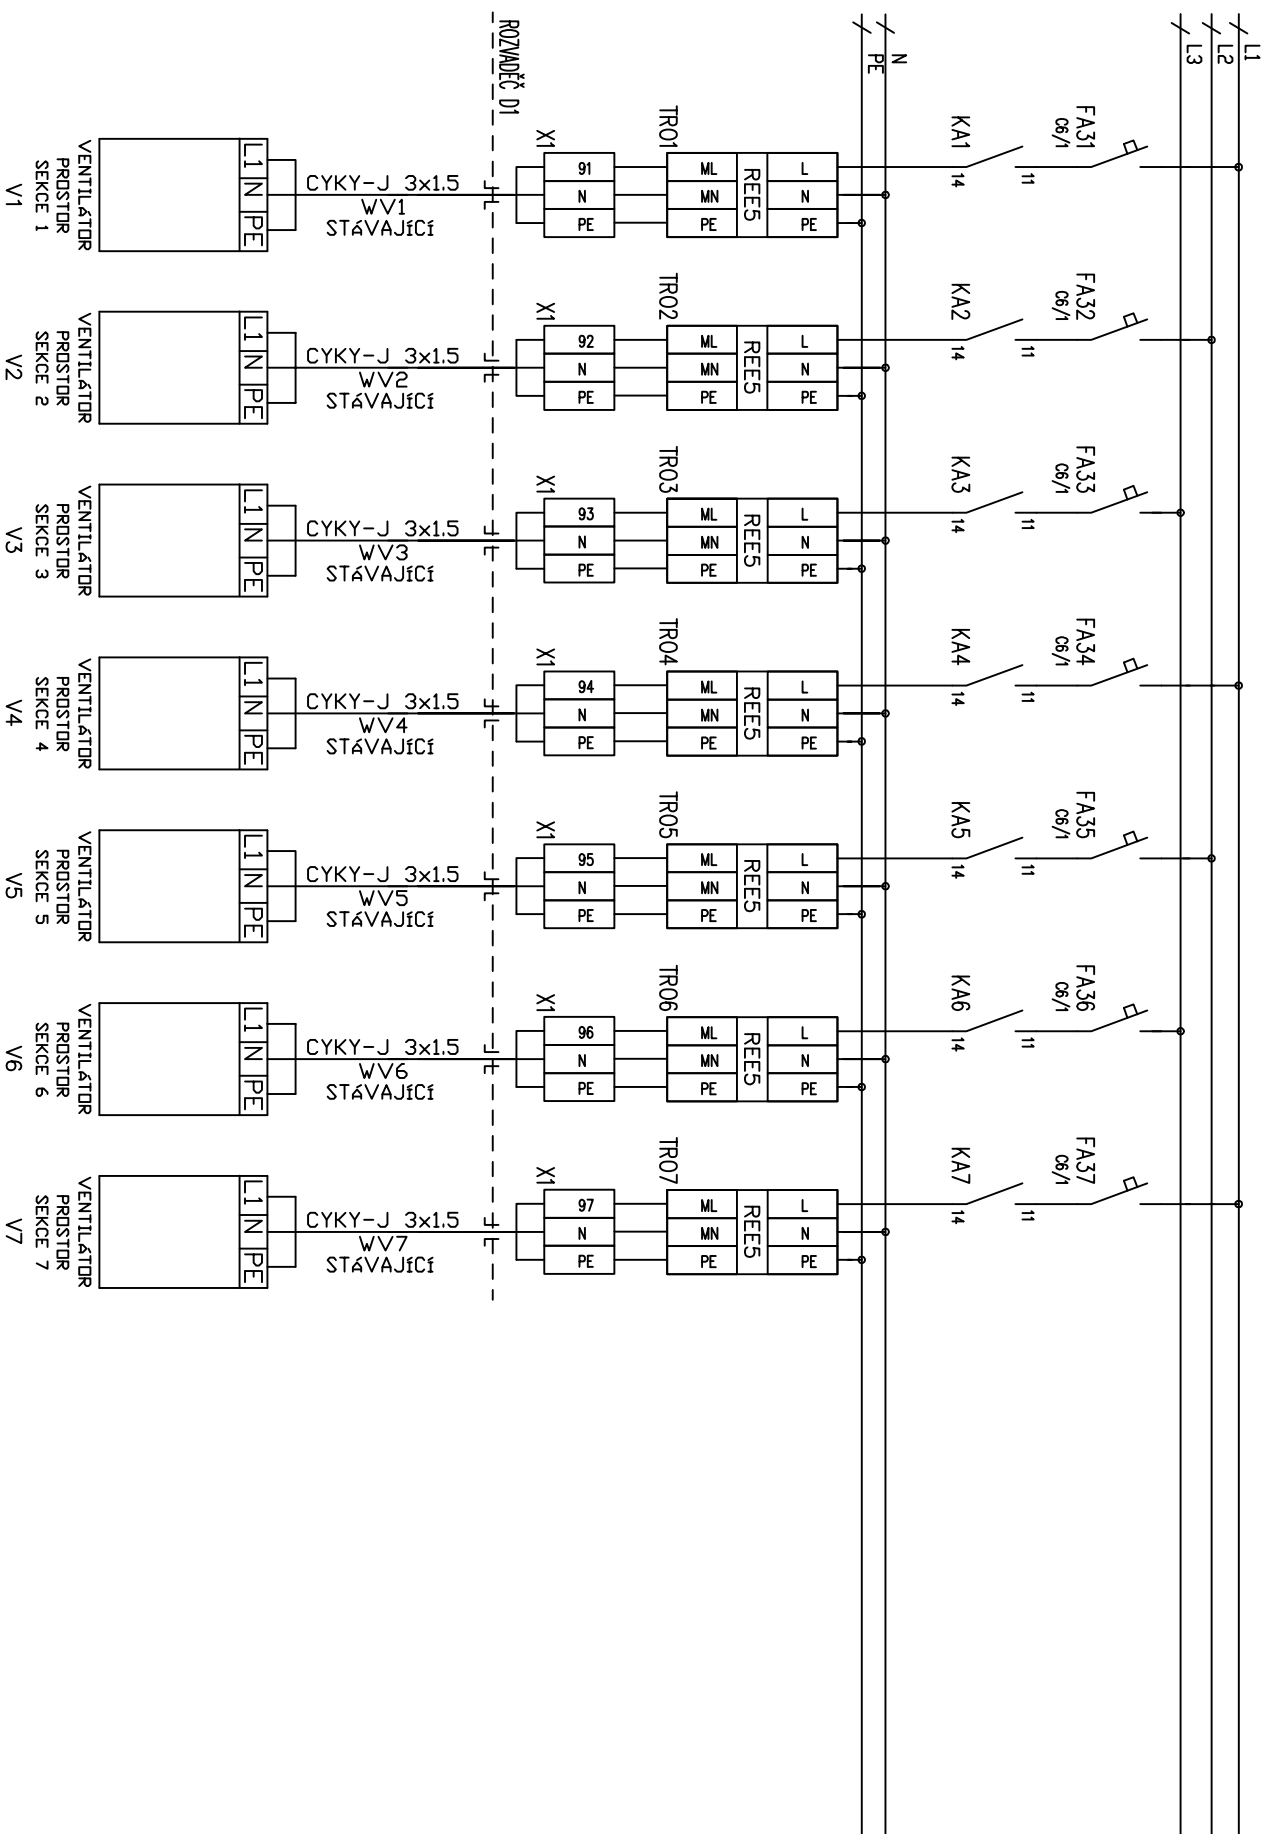 L1
L2
L3
N
PE
FA31
C6/1
KA1
11
14
TRO1
L
N
PE
REE5
ML
MN
PE
X1
91
N
PE
ROZVADĚČ D1
CYKY-J 3x1.5
WV1
STÁVAJÍCÍ
L1
N
PE
VENTILÁTOR
PROSTOR
SEKCE 1
V1
FA32
C6/1
KA2
11
14
TRO2
L
N
PE
REE5
ML
MN
PE
X1
92
N
PE
CYKY-J 3x1.5
WV2
STÁVAJÍCÍ
L1
N
PE
VENTILÁTOR
PROSTOR
SEKCE 2
V2
FA33
C6/1
KA3
11
14
TRO3
L
N
PE
REE5
ML
MN
PE
X1
93
N
PE
CYKY-J 3x1.5
WV3
STÁVAJÍCÍ
L1
N
PE
VENTILÁTOR
PROSTOR
SEKCE 3
V3
FA34
C6/1
KA4
11
14
TRO4
L
N
PE
REE5
ML
MN
PE
X1
94
N
PE
CYKY-J 3x1.5
WV4
STÁVAJÍCÍ
L1
N
PE
VENTILÁTOR
PROSTOR
SEKCE 4
V4
FA35
C6/1
KA5
11
14
TRO5
L
N
PE
REE5
ML
MN
PE
X1
95
N
PE
CYKY-J 3x1.5
WV5
STÁVAJÍCÍ
L1
N
PE
VENTILÁTOR
PROSTOR
SEKCE 5
V5
FA36
C6/1
KA6
11
14
TRO6
L
N
PE
REE5
ML
MN
PE
X1
96
N
PE
CYKY-J 3x1.5
WV6
STÁVAJÍCÍ
L1
N
PE
VENTILÁTOR
PROSTOR
SEKCE 6
V6
FA37
C6/1
KA7
11
14
TRO7
L
N
PE
REE5
ML
MN
PE
X1
97
N
PE
CYKY-J 3x1.5
WV7
STÁVAJÍCÍ
L1
N
PE
VENTILÁTOR
PROSTOR
SEKCE 7
V7